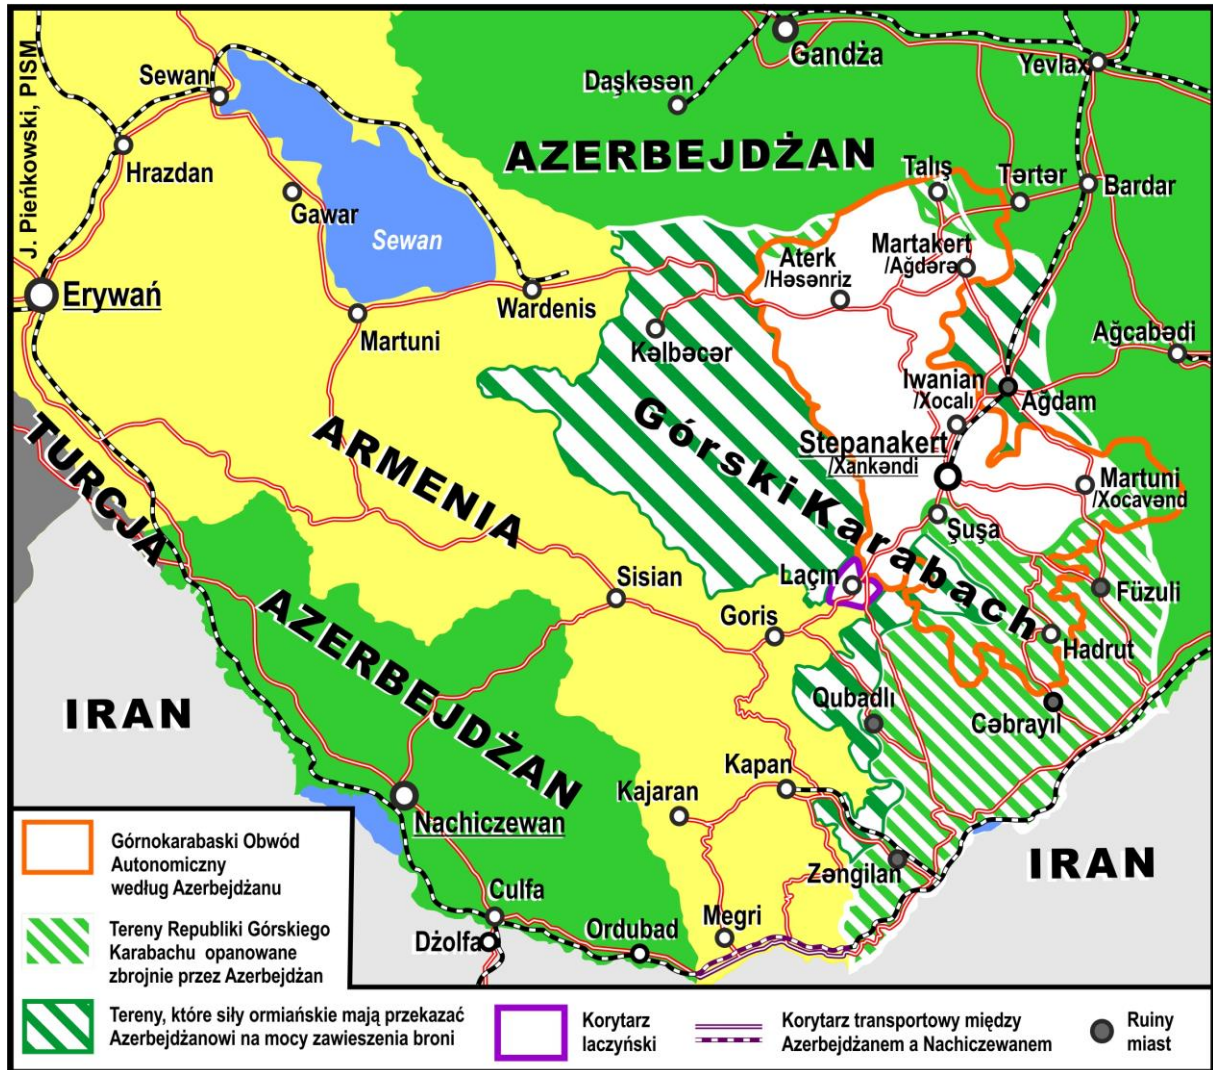 J. Pieńkowski, PISM
Sewan
Hrazdan
Gawar
Sewan
Erywań
Martuni
Wardenis
Gandża
Daşkəsən
Yevlax
AZERBEJDŻAN
Talış
Tərtər
Bardar
Aterk
/Həsənriz
Martakert
/Ağdərə
Kəlbəcər
Ağcabədi
Iwanian
/Xocalı
Ağdam
Górski Karabach
Stepanakert
/Xankəndi
Martuni
/Xocavənd
Şuşa
TURCJA
ARMENIA
Laçın
Sisian
Goris
Füzuli
Hadrut
AZERBEJDŻAN
IRAN
Qubadlı
Cəbrayıl
Kapan
Kajaran
Nachiczewan
Zəngilan
IRAN
Culfa
Dżolfa
Ordubad
Megri
Górnokarabaski Obwód
Autonomiczny
według Azerbejdżanu
Tereny Republiki Górskiego
Karabachu opanowane
zbrojnie przez Azerbejdżan
Tereny, które siły ormiańskie mają przekazać
Azerbejdżanowi na mocy zawieszenia broni
Korytarz
laczyński
Korytarz transportowy między
Azerbejdżanem a Nachiczewanem
Ruiny
miast